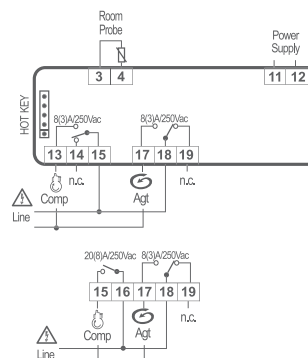 Room
Probe
Power
Supply
3 4
11 12
HOT KEY
8(3)A/250Vac 8(3)A/250Vac
13 14 15 17 18 19
Comp n.c. Agt n.c.
Line
20(8)A/250Vac 8(3)A/250Vac
15 16 17 18 19
Comp Agt n.c.
Line